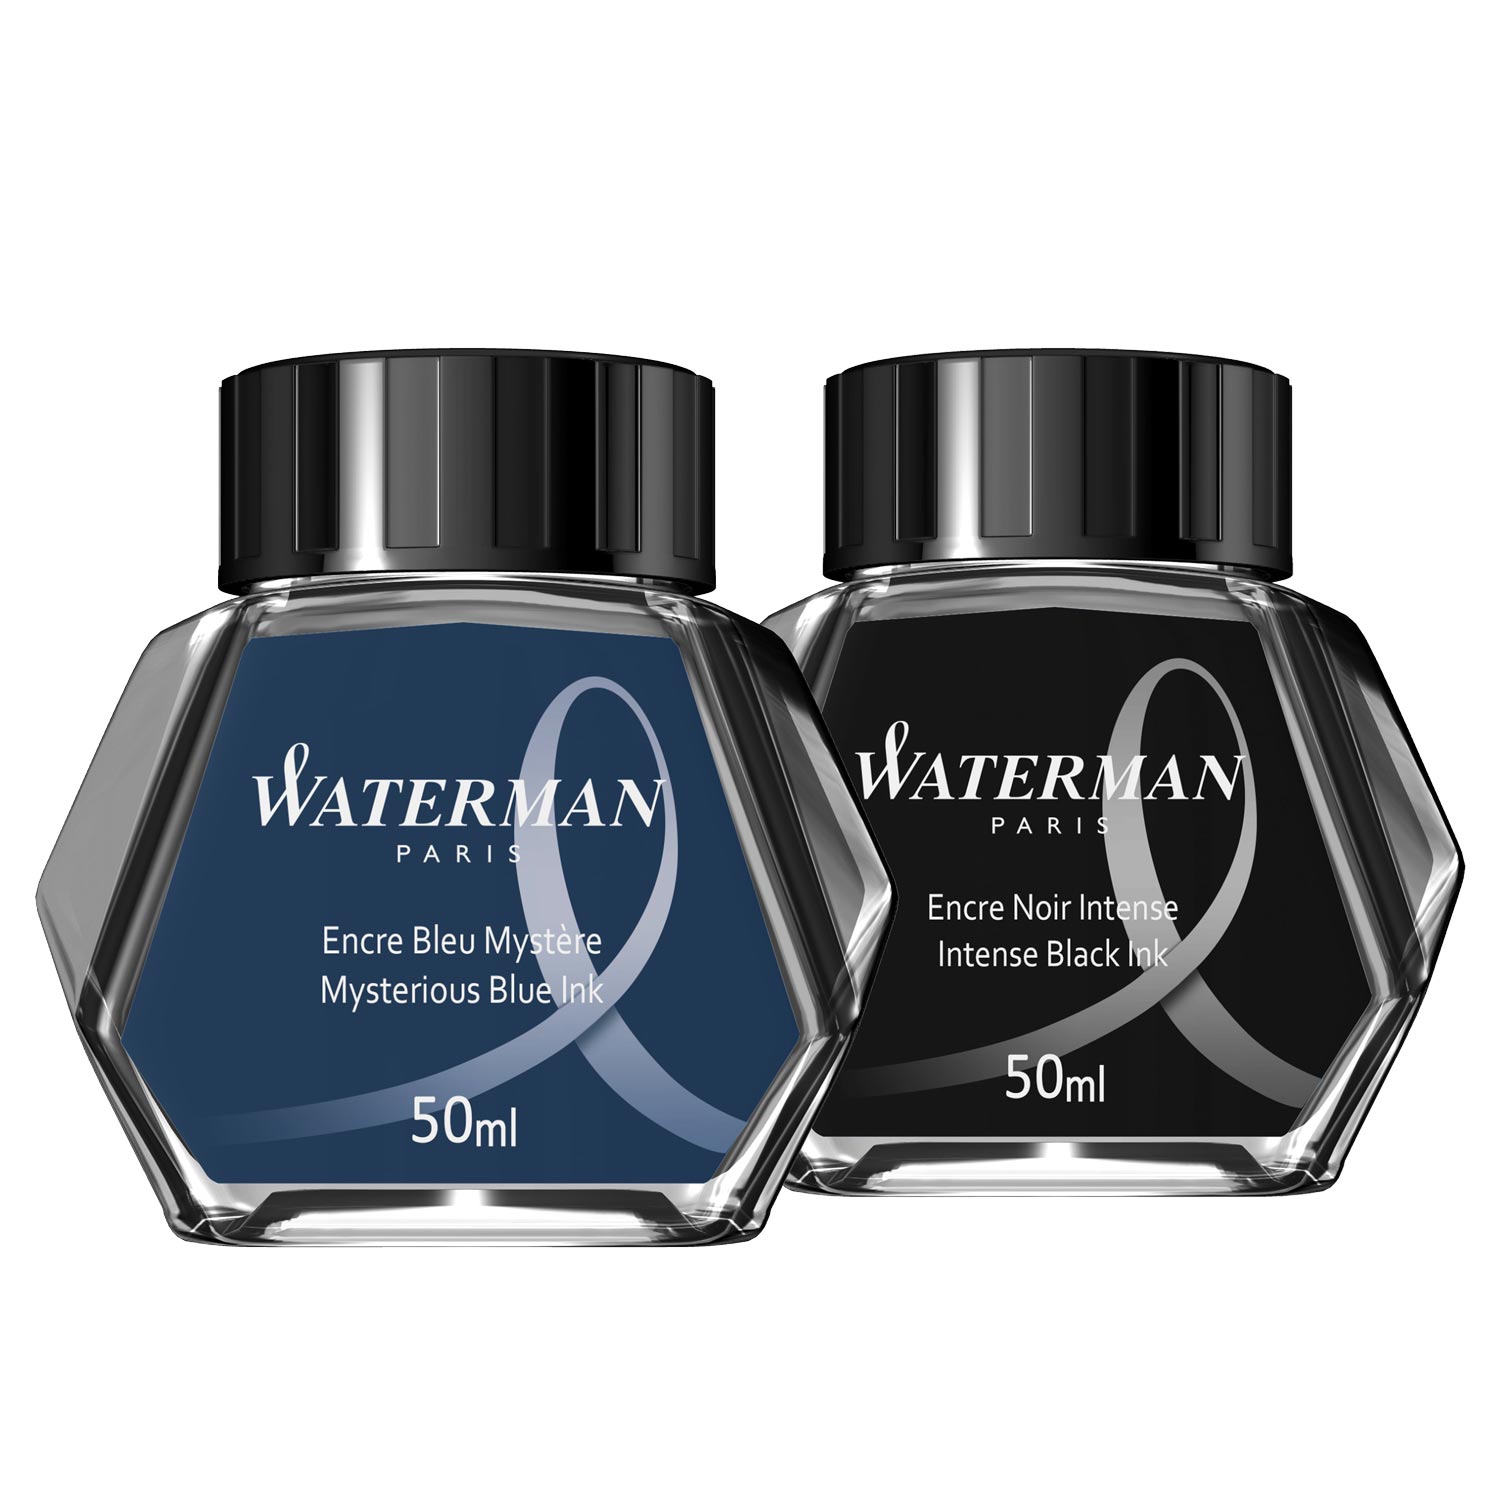 WATERMAN
PARIS
Encre Bleu Mystère
Mysterious Blue Ink
50ml
WATERMAN
PARIS
Encre Noir Intense
Intense Black Ink
50ml